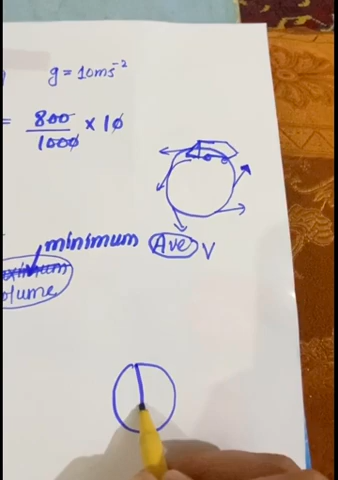 ) g = 10ms⁻²
= 800/1000 × 10
minimum Ave V
olume